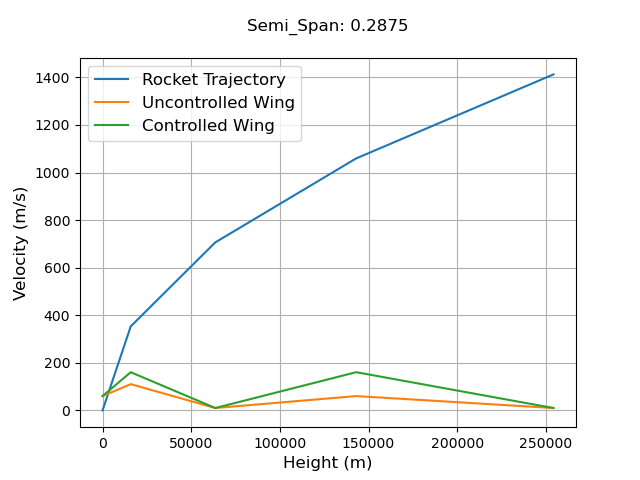 Semi_Span: 0.2875
Rocket Trajectory
Uncontrolled Wing
Controlled Wing
1400
1200
1000
800
600
400
200
0
Velocity (m/s)
0 50000 100000 150000 200000 250000
Height (m)